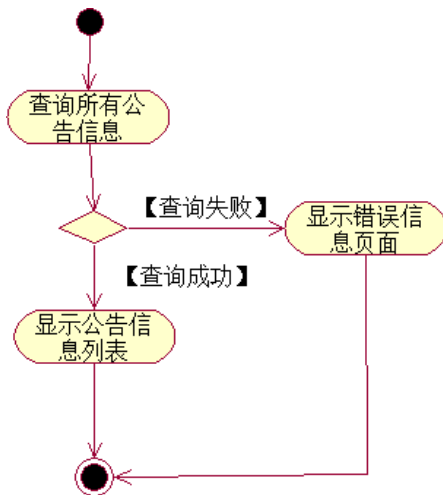 查询所有公
告信息
【查询失败】
显示错误信
息页面
【查询成功】
显示公告信
息列表